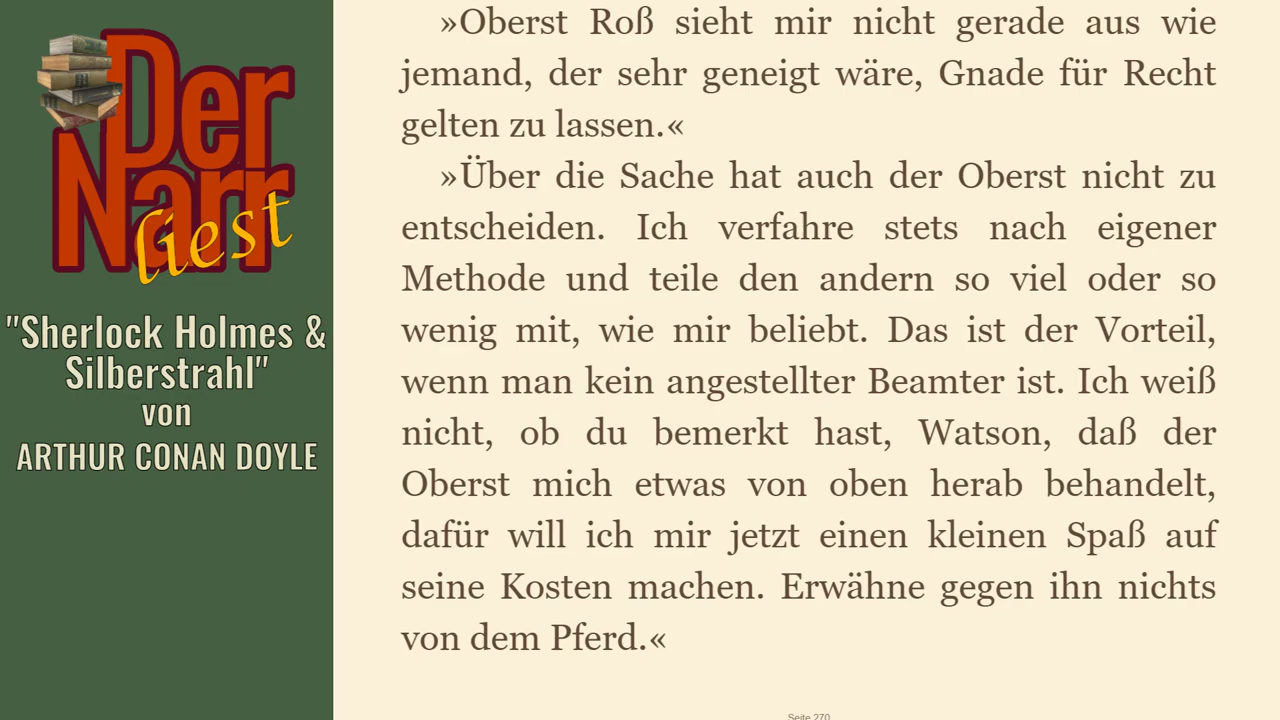 Der
Narr
liest
"Sherlock Holmes &
Silberstrahl"
von
ARTHUR CONAN DOYLE
»Oberst Roß sieht mir nicht gerade aus wie
jemand, der sehr geneigt wäre, Gnade für Recht
gelten zu lassen.«
»Über die Sache hat auch der Oberst nicht zu
entscheiden. Ich verfahre stets nach eigener
Methode und teile den andern so viel oder so
wenig mit, wie mir beliebt. Das ist der Vorteil,
wenn man kein angestellter Beamter ist. Ich weiß
nicht, ob du bemerkt hast, Watson, daß der
Oberst mich etwas von oben herab behandelt,
dafür will ich mir jetzt einen kleinen Spaß auf
seine Kosten machen. Erwähne gegen ihn nichts
von dem Pferd.«
Seite 270